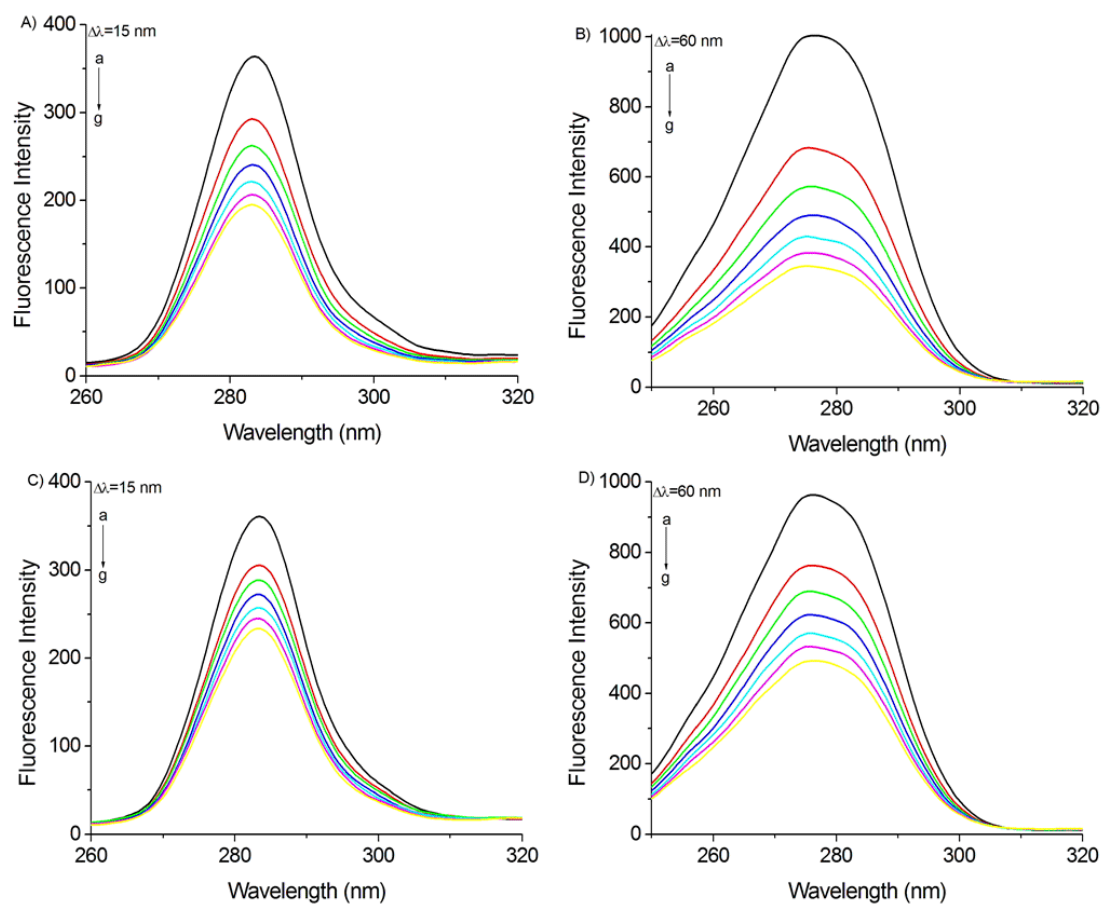 A)
Δλ=15 nm
a
g
400
300
200
100
0
260
280
300
320
Fluorescence Intensity
Wavelength (nm)
B)
Δλ=60 nm
a
g
1000
800
600
400
200
0
260
280
300
320
Fluorescence Intensity
Wavelength (nm)
C)
Δλ=15 nm
a
g
400
300
200
100
0
260
280
300
320
Fluorescence Intensity
Wavelength (nm)
D)
Δλ=60 nm
a
g
1000
800
600
400
200
0
260
280
300
320
Fluorescence Intensity
Wavelength (nm)